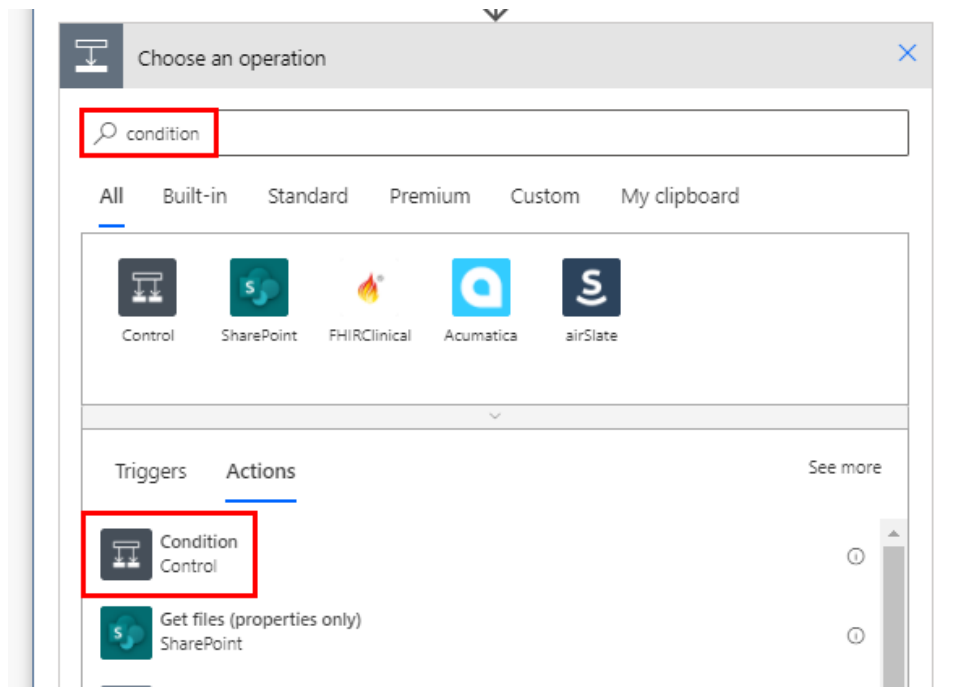 Choose an operation
condition
All Built-in Standard Premium Custom My clipboard
Control SharePoint FHIRClinical Acumatica airSlate
Triggers Actions See more
Condition
Control
Get files (properties only)
SharePoint